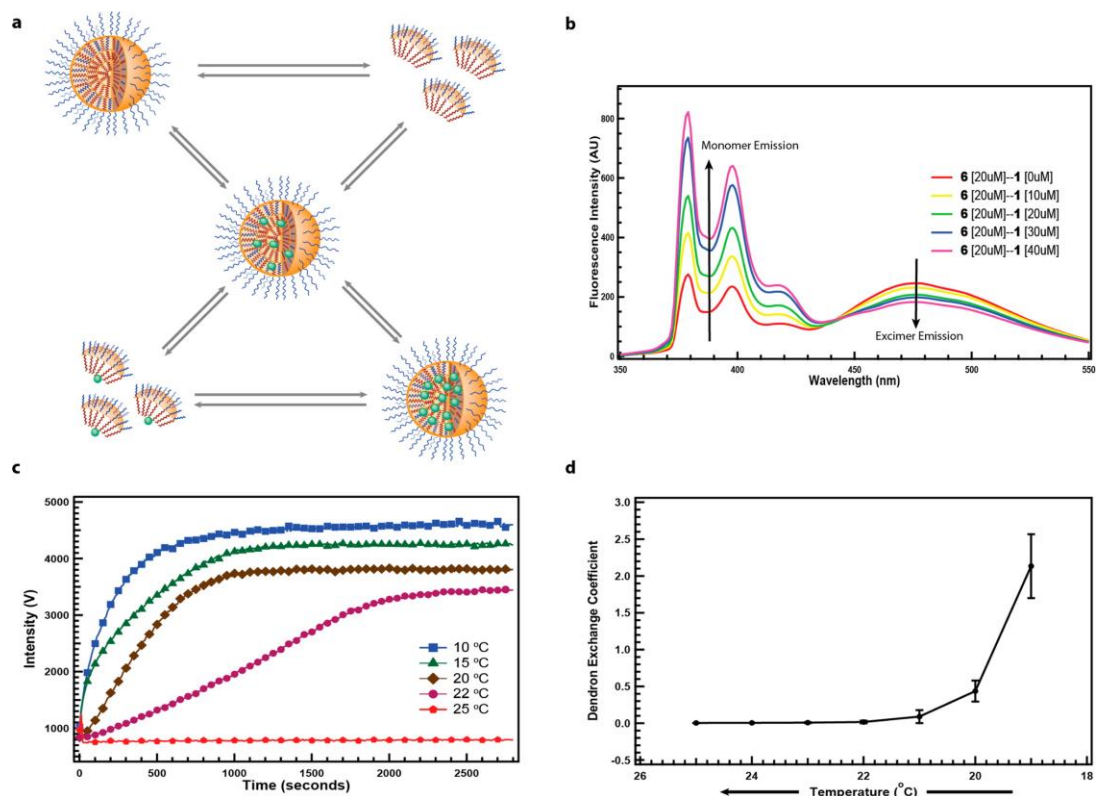 a
b
Fluorescence Intensity (AU)
800
600
400
200
0
350
400
450
500
550
Wavelength (nm)
Monomer Emission
Excimer Emission
6 [20uM]--1 [0uM]
6 [20uM]--1 [10uM]
6 [20uM]--1 [20uM]
6 [20uM]--1 [30uM]
6 [20uM]--1 [40uM]
c
Intensity (V)
5000
4000
3000
2000
1000
0
500
1000
1500
2000
2500
Time (seconds)
10 °C
15 °C
20 °C
22 °C
25 °C
d
Dendron Exchange Coefficient
3.0
2.5
2.0
1.5
1.0
0.5
0.0
-0.5
26
24
22
20
18
Temperature (°C)